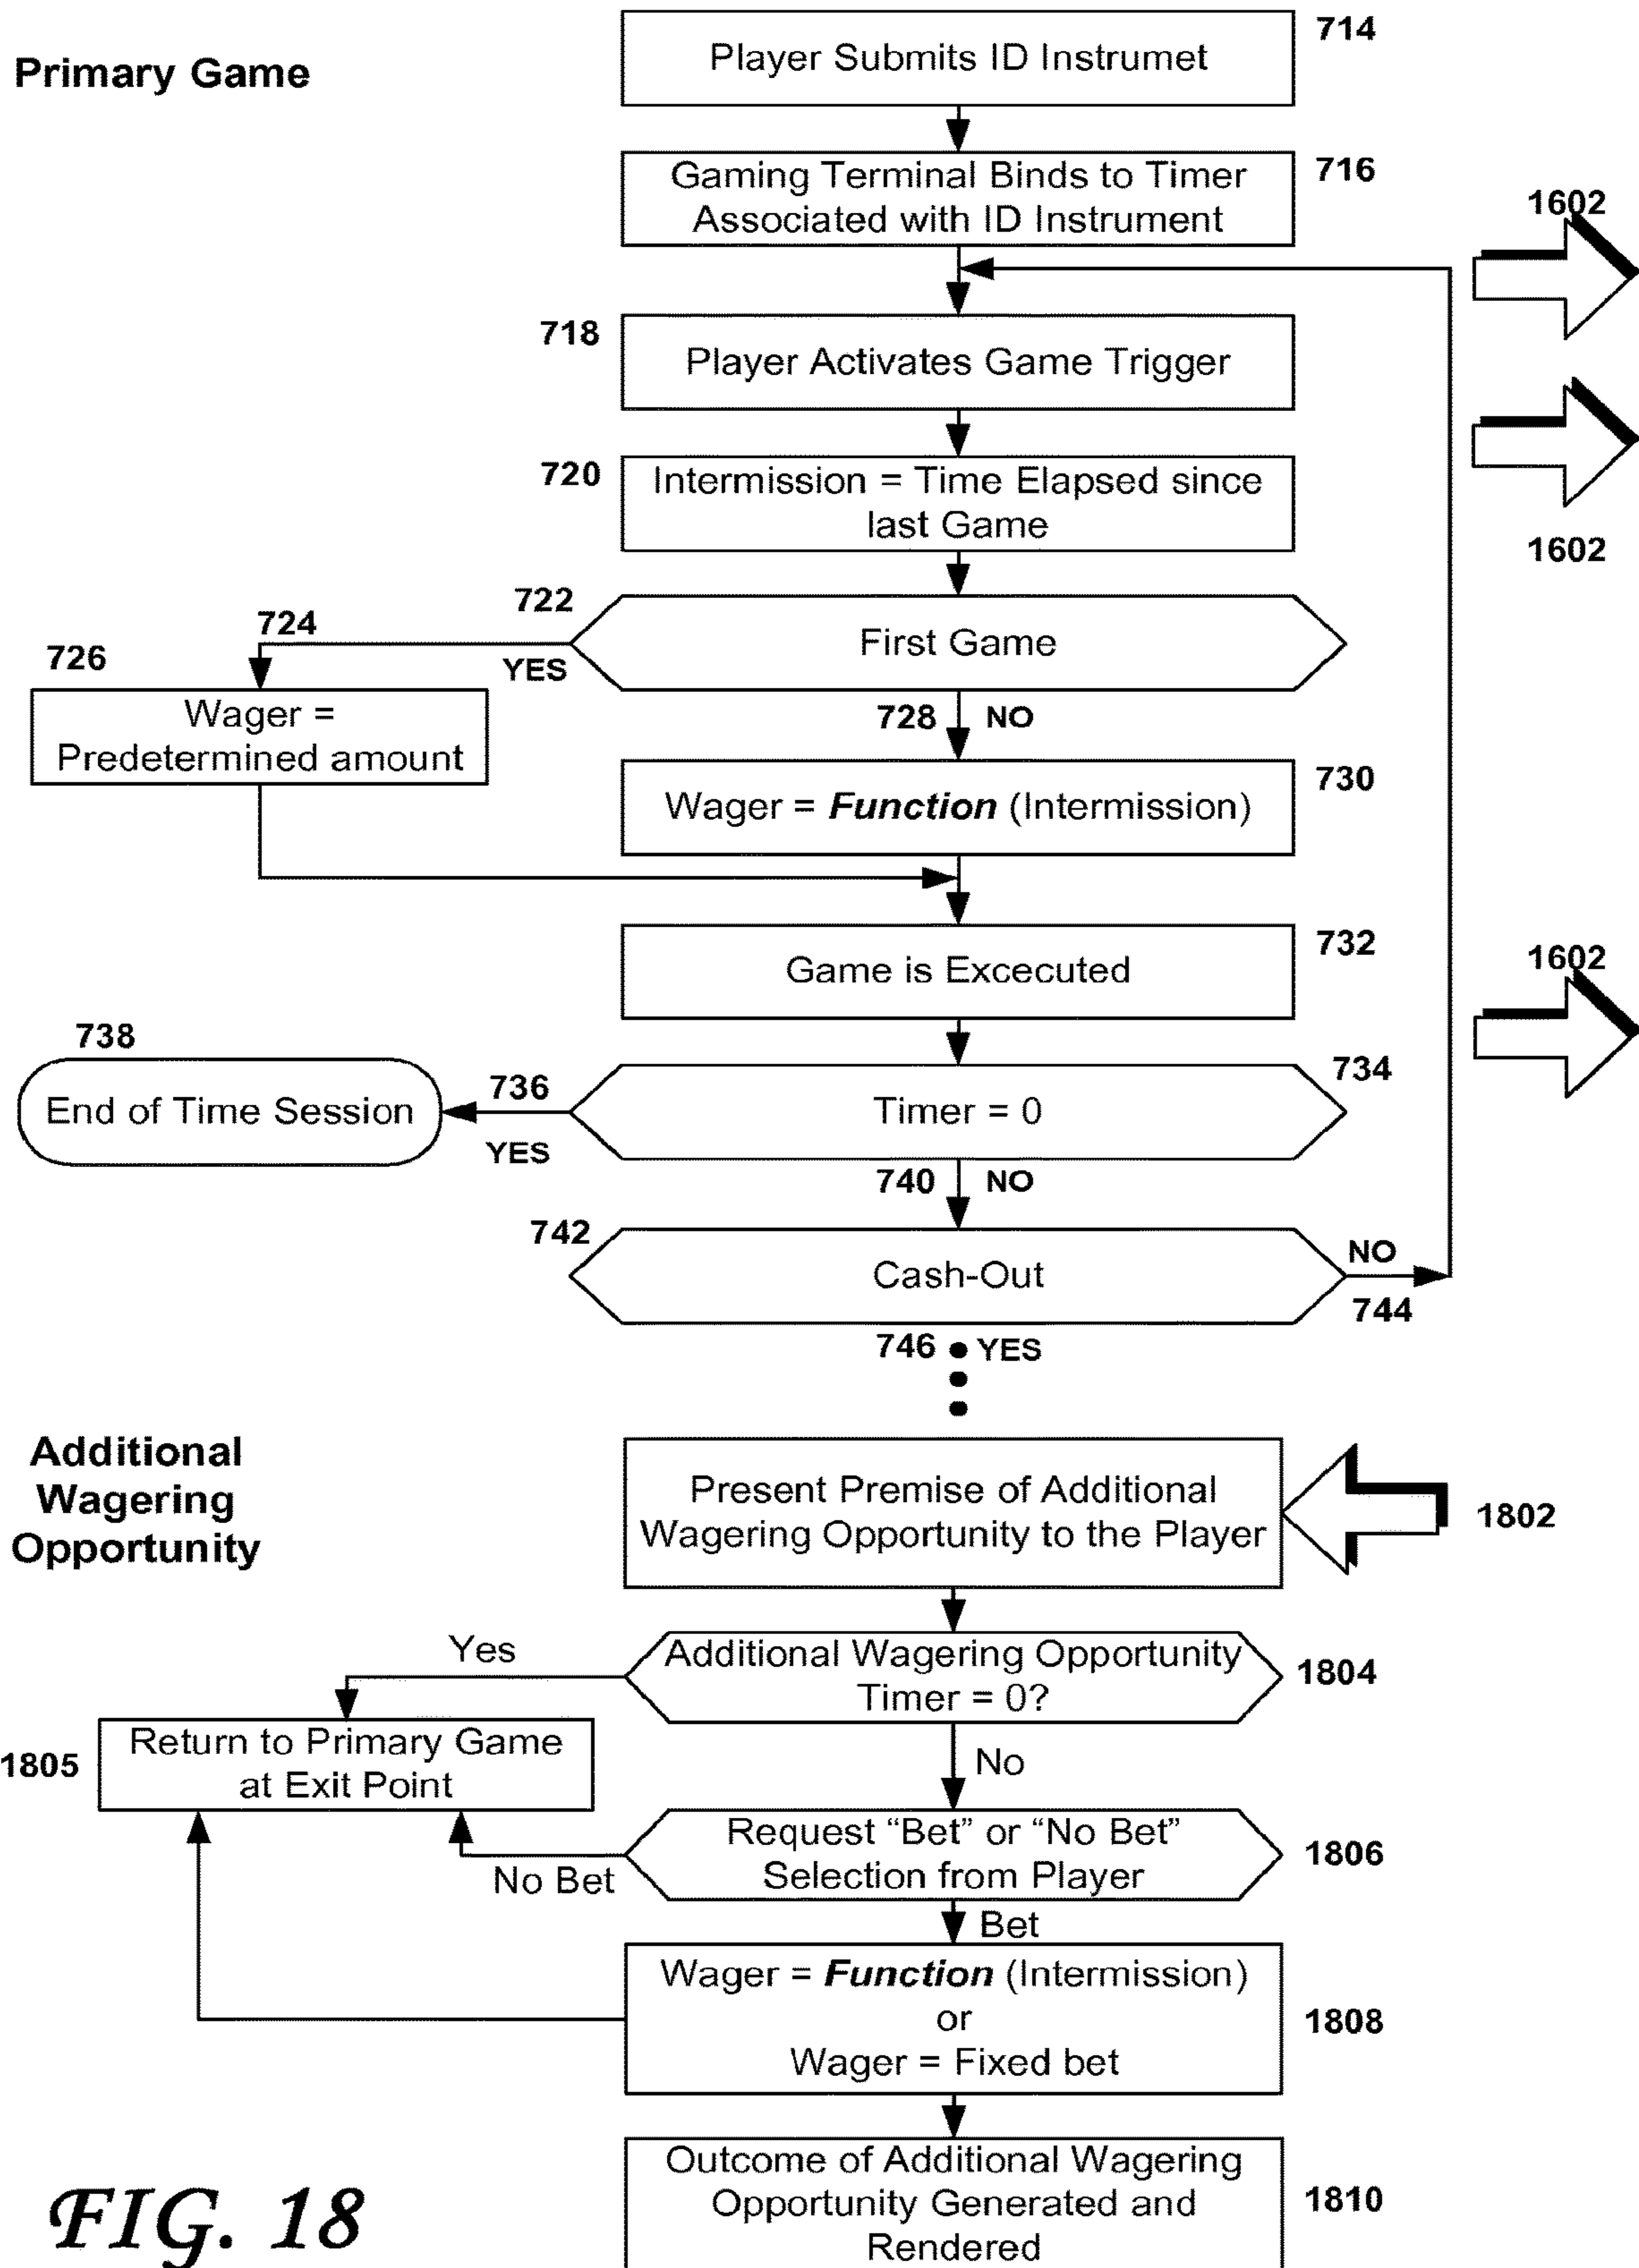 Primary Game
714
Player Submits ID Instrumet
716
Gaming Terminal Binds to Timer
Associated with ID Instrument
1602
718
Player Activates Game Trigger
720
Intermission = Time Elapsed since
last Game
1602
722
First Game
724
YES
726
Wager =
Predetermined amount
728
NO
730
Wager = Function (Intermission)
732
Game is Excecuted
1602
738
End of Time Session
736
YES
734
Timer = 0
740
NO
742
Cash-Out
NO
744
746
YES
Additional
Wagering
Opportunity
Present Premise of Additional
Wagering Opportunity to the Player
1802
Yes
Additional Wagering Opportunity
Timer = 0?
1804
1805
Return to Primary Game
at Exit Point
No
Request “Bet” or “No Bet”
Selection from Player
1806
No Bet
Bet
Wager = Function (Intermission)
or
Wager = Fixed bet
1808
Outcome of Additional Wagering
Opportunity Generated and
Rendered
1810
FIG. 18